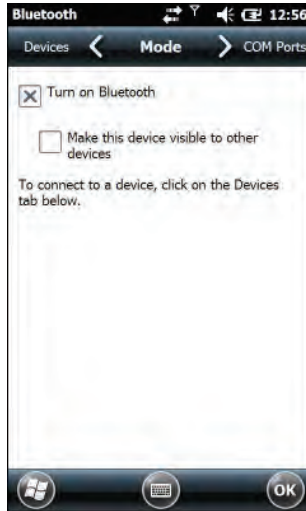 Bluetooth 12:56
Devices Mode COM Ports
Turn on Bluetooth
Make this device visible to other
devices
To connect to a device, click on the Devices
tab below.
OK